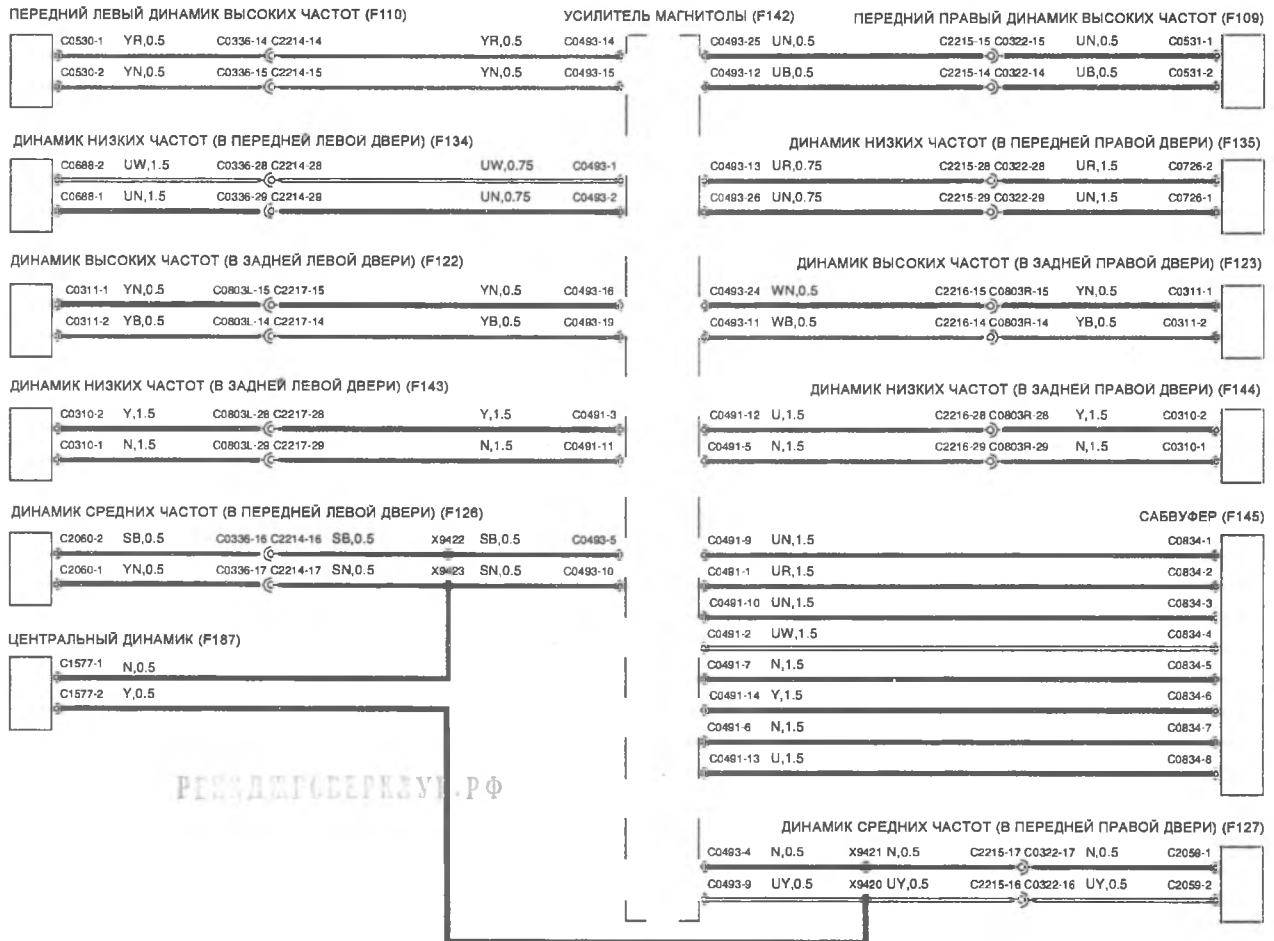 ПЕРЕДНИЙ ЛЕВЫЙ ДИНАМИК ВЫСОКИХ ЧАСТОТ (F110)
C0530-1 YR,0.5 C0336-14 C2214-14 YR,0.5 C0493-14
C0530-2 YN,0.5 C0336-15 C2214-15 YN,0.5 C0493-15
ДИНАМИК НИЗКИХ ЧАСТОТ (В ПЕРЕДНЕЙ ЛЕВОЙ ДВЕРИ) (F134)
C0688-2 UW,1.5 C0336-28 C2214-28 UW,0.75 C0493-1
C0688-1 UN,1.5 C0336-29 C2214-29 UN,0.75 C0493-2
ДИНАМИК ВЫСОКИХ ЧАСТОТ (В ЗАДНЕЙ ЛЕВОЙ ДВЕРИ) (F122)
C0311-1 YN,0.5 C0803L-15 C2217-15 YN,0.5 C0493-16
C0311-2 YB,0.5 C0803L-14 C2217-14 YB,0.5 C0493-19
ДИНАМИК НИЗКИХ ЧАСТОТ (В ЗАДНЕЙ ЛЕВОЙ ДВЕРИ) (F143)
C0310-2 Y,1.5 C0803L-28 C2217-28 Y,1.5 C0491-3
C0310-1 N,1.5 C0803L-29 C2217-29 N,1.5 C0491-11
ДИНАМИК СРЕДНИХ ЧАСТОТ (В ПЕРЕДНЕЙ ЛЕВОЙ ДВЕРИ) (F126)
C2060-2 SB,0.5 C0336-16 C2214-16 SB,0.5 X9422 SB,0.5 C0493-5
C2060-1 YN,0.5 C0336-17 C2214-17 SN,0.5 X9423 SN,0.5 C0493-10
ЦЕНТРАЛЬНЫЙ ДИНАМИК (F187)
C1577-1 N,0.5
C1577-2 Y,0.5
УСИЛИТЕЛЬ МАГНИТОЛЫ (F142)
ПЕРЕДНИЙ ПРАВЫЙ ДИНАМИК ВЫСОКИХ ЧАСТОТ (F109)
C0493-25 UN,0.5 C2215-15 C0322-15 UN,0.5 C0531-1
C0493-12 UB,0.5 C2215-14 C0322-14 UB,0.5 C0531-2
ДИНАМИК НИЗКИХ ЧАСТОТ (В ПЕРЕДНЕЙ ПРАВОЙ ДВЕРИ) (F135)
C0493-13 UR,0.75 C2215-28 C0322-28 UR,1.5 C0726-2
C0493-26 UN,0.75 C2215-29 C0322-29 UN,1.5 C0726-1
ДИНАМИК ВЫСОКИХ ЧАСТОТ (В ЗАДНЕЙ ПРАВОЙ ДВЕРИ) (F123)
C0493-24 WN,0.5 C2216-15 C0803R-15 YN,0.5 C0311-1
C0493-11 WB,0.5 C2216-14 C0803R-14 YB,0.5 C0311-2
ДИНАМИК НИЗКИХ ЧАСТОТ (В ЗАДНЕЙ ПРАВОЙ ДВЕРИ) (F144)
C0491-12 U,1.5 C2216-28 C0803R-28 Y,1.5 C0310-2
C0491-5 N,1.5 C2216-29 C0803R-29 N,1.5 C0310-1
САБВУФЕР (F145)
C0491-9 UN,1.5 C0834-1
C0491-1 UR,1.5 C0834-2
C0491-10 UN,1.5 C0834-3
C0491-2 UW,1.5 C0834-4
C0491-7 N,1.5 C0834-5
C0491-14 Y,1.5 C0834-6
C0491-6 N,1.5 C0834-7
C0491-13 U,1.5 C0834-8
ДИНАМИК СРЕДНИХ ЧАСТОТ (В ПЕРЕДНЕЙ ПРАВОЙ ДВЕРИ) (F127)
C0493-4 N,0.5 X9421 N,0.5 C2215-17 C0322-17 N,0.5 C2059-1
C0493-9 UY,0.5 X9420 UY,0.5 C2215-16 C0322-16 UY,0.5 C2059-2